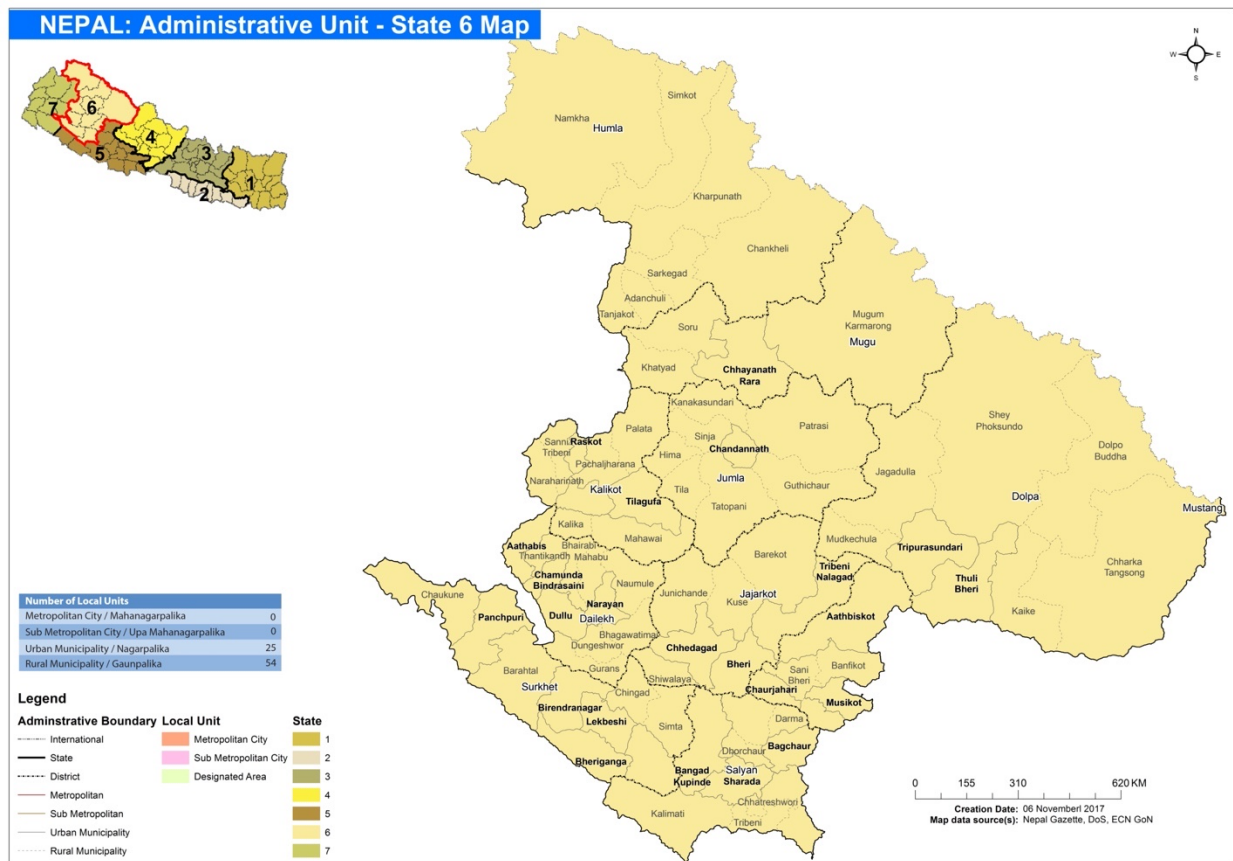 NEPAL: Administrative Unit - State 6 Map
N
W E
S
7
6
5
4
3
2
1
Simkot
Namkha
Humla
Kharpunath
Chankheli
Sarkegad
Adanchuli
Tanjakot
Soru
Mugum
Karmarong
Mugu
Khatyad
Chhayanath
Rara
Kanakasundari
Shey
Phoksundo
Palata
Patrasi
Sinja
Sanni
Tribeni
Raskot
Chandannath
Dolpo
Buddha
Hima
Pachaljharana
Jagadulla
Naraharinath
Kalikot
Jumla
Tila
Guthichaur
Dolpa
Tilagufa
Tatopani
Mustang
Kalika
Mahawai
Mudkechula
Tripurasundari
Aathabis
Bhairabi
Thantikandh
Mahabu
Barekot
Chharka
Tangsong
Chamunda
Bindrasaini
Naumule
Tribeni
Nalagad
Thuli
Bheri
Chaukune
Junichande
Jajarkot
Kuse
Narayan
Kaike
Panchpuri
Dullu
Dailekh
Aathbiskot
Bhagawatima
Dungeshwor
Chhedagad
Barahtal
Gurans
Bheri
Sani
Bheri
Banfikot
Shiwalaya
Surkhet
Chingad
Chaurjahari
Birendranagar
Musikot
Lekbeshi
Simta
Darma
Dhorchaur
Bagchaur
Bheriganga
Bangad
Kupinde
Salyan
Sharada
Chhatreshwori
Kalimati
Tribeni
Number of Local Units
Metropolitan City / Mahanagarpalika 0
Sub Metropolitan City / Upa Mahanagarpalika 0
Urban Municipality / Nagarpalika 25
Rural Municipality / Gaunpalika 54
Legend
Adminstrative Boundary Local Unit State
International Metropolitan City 1
State Sub Metropolitan City 2
District Designated Area 3
Metropolitan 4
Sub Metropolitan 5
Urban Municipality 6
Rural Municipality 7
0 155 310 620 KM
Creation Date: 06 Novemberl 2017
Map data source(s): Nepal Gazette, DoS, ECN GoN